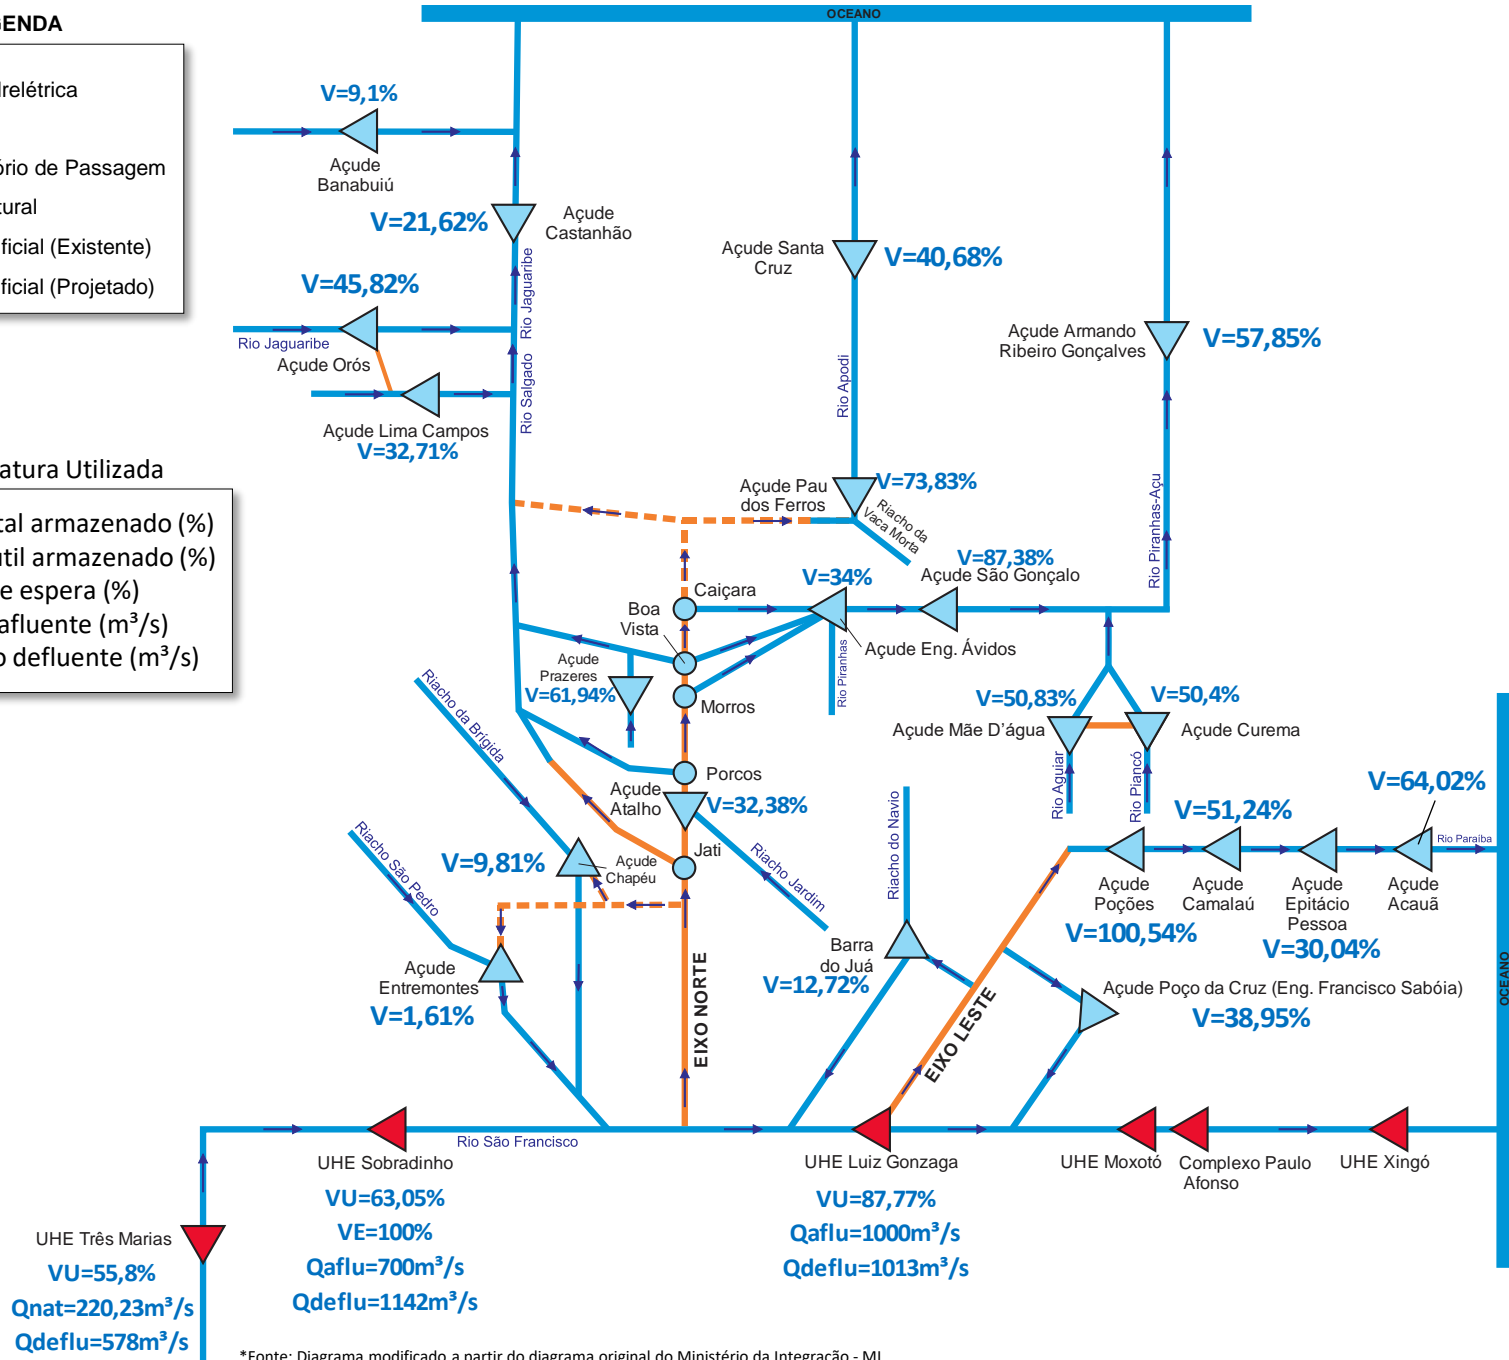 OCEANO
GENDA
drelétrica
ório de Passagem
tural
ificial (Existente)
ificial (Projetado)
V=9,1%
Açude
Banabuiú
V=21,62%
Açude
Castanhão
V=45,82%
Rio Jaguaribe
Açude Orós
Rio Jaguaribe
Rio Salgado
Açude Lima Campos
V=32,71%
Açude Santa
Cruz
V=40,68%
Rio Apodi
Açude Armando
Ribeiro Gonçalves
V=57,85%
Rio Piranhas-Açu
atura Utilizada
tal armazenado (%)
útil armazenado (%)
e espera (%)
afluente (m³/s)
o defluente (m³/s)
Açude Pau
dos Ferros
V=73,83%
Riacho da
Vaca Morta
V=87,38%
Açude São Gonçalo
V=34%
Açude Eng. Ávidos
Rio Piranhas
Caiçara
Boa
Vista
Morros
Açude
Prazeres
V=61,94%
Porcos
Açude
Atalho
V=32,38%
Jati
Riacho Jardim
Riacho da Brigida
Riacho São Pedro
V=9,81%
Açude
Chapéu
Açude
Entremontes
V=1,61%
EIXO NORTE
V=50,83%
Açude Mãe D’água
Rio Aguiar
V=50,4%
Açude Curema
Rio Piancó
V=64,02%
V=51,24%
Rio Paraiba
Açude
Poções
V=100,54%
Açude
Camalaú
Açude
Epitácio
Pessoa
V=30,04%
Açude
Acauã
Riacho do Navio
Barra
do Juá
V=12,72%
EIXO LESTE
Açude Poço da Cruz (Eng. Francisco Sabóia)
V=38,95%
OCEANO
Rio São Francisco
UHE Sobradinho
VU=63,05%
VE=100%
Qaflu=700m³/s
Qdeflu=1142m³/s
UHE Luiz Gonzaga
VU=87,77%
Qaflu=1000m³/s
Qdeflu=1013m³/s
UHE Moxotó
Complexo Paulo
Afonso
UHE Xingó
UHE Três Marias
VU=55,8%
Qnat=220,23m³/s
Qdeflu=578m³/s
*Fonte: Diagrama modificado a partir do diagrama original do Ministério da Integração - MI